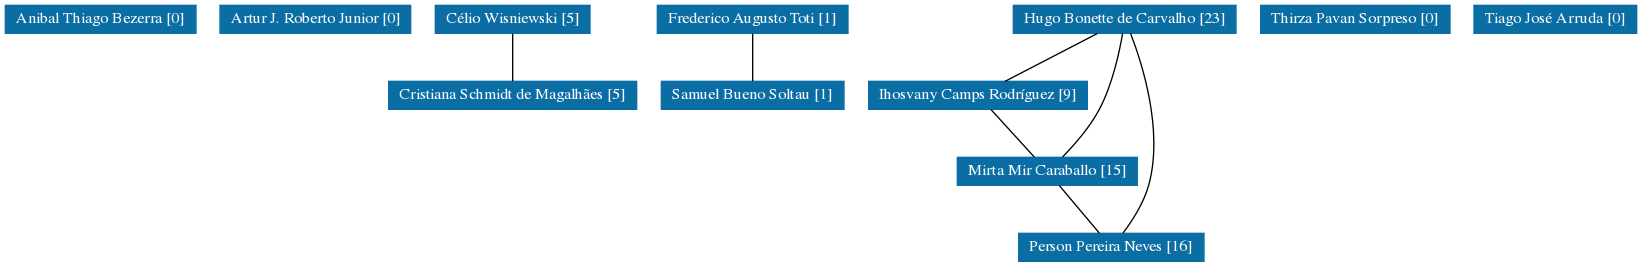 Anibal Thiago Bezerra [0]
Artur J. Roberto Junior [0]
Célio Wisniewski [5]
Frederico Augusto Toti [1]
Hugo Bonette de Carvalho [23]
Thirza Pavan Sorpreso [0]
Tiago José Arruda [0]
Cristiana Schmidt de Magalhães [5]
Samuel Bueno Soltau [1]
Ihosvany Camps Rodríguez [9]
Mirta Mir Caraballo [15]
Person Pereira Neves [16]